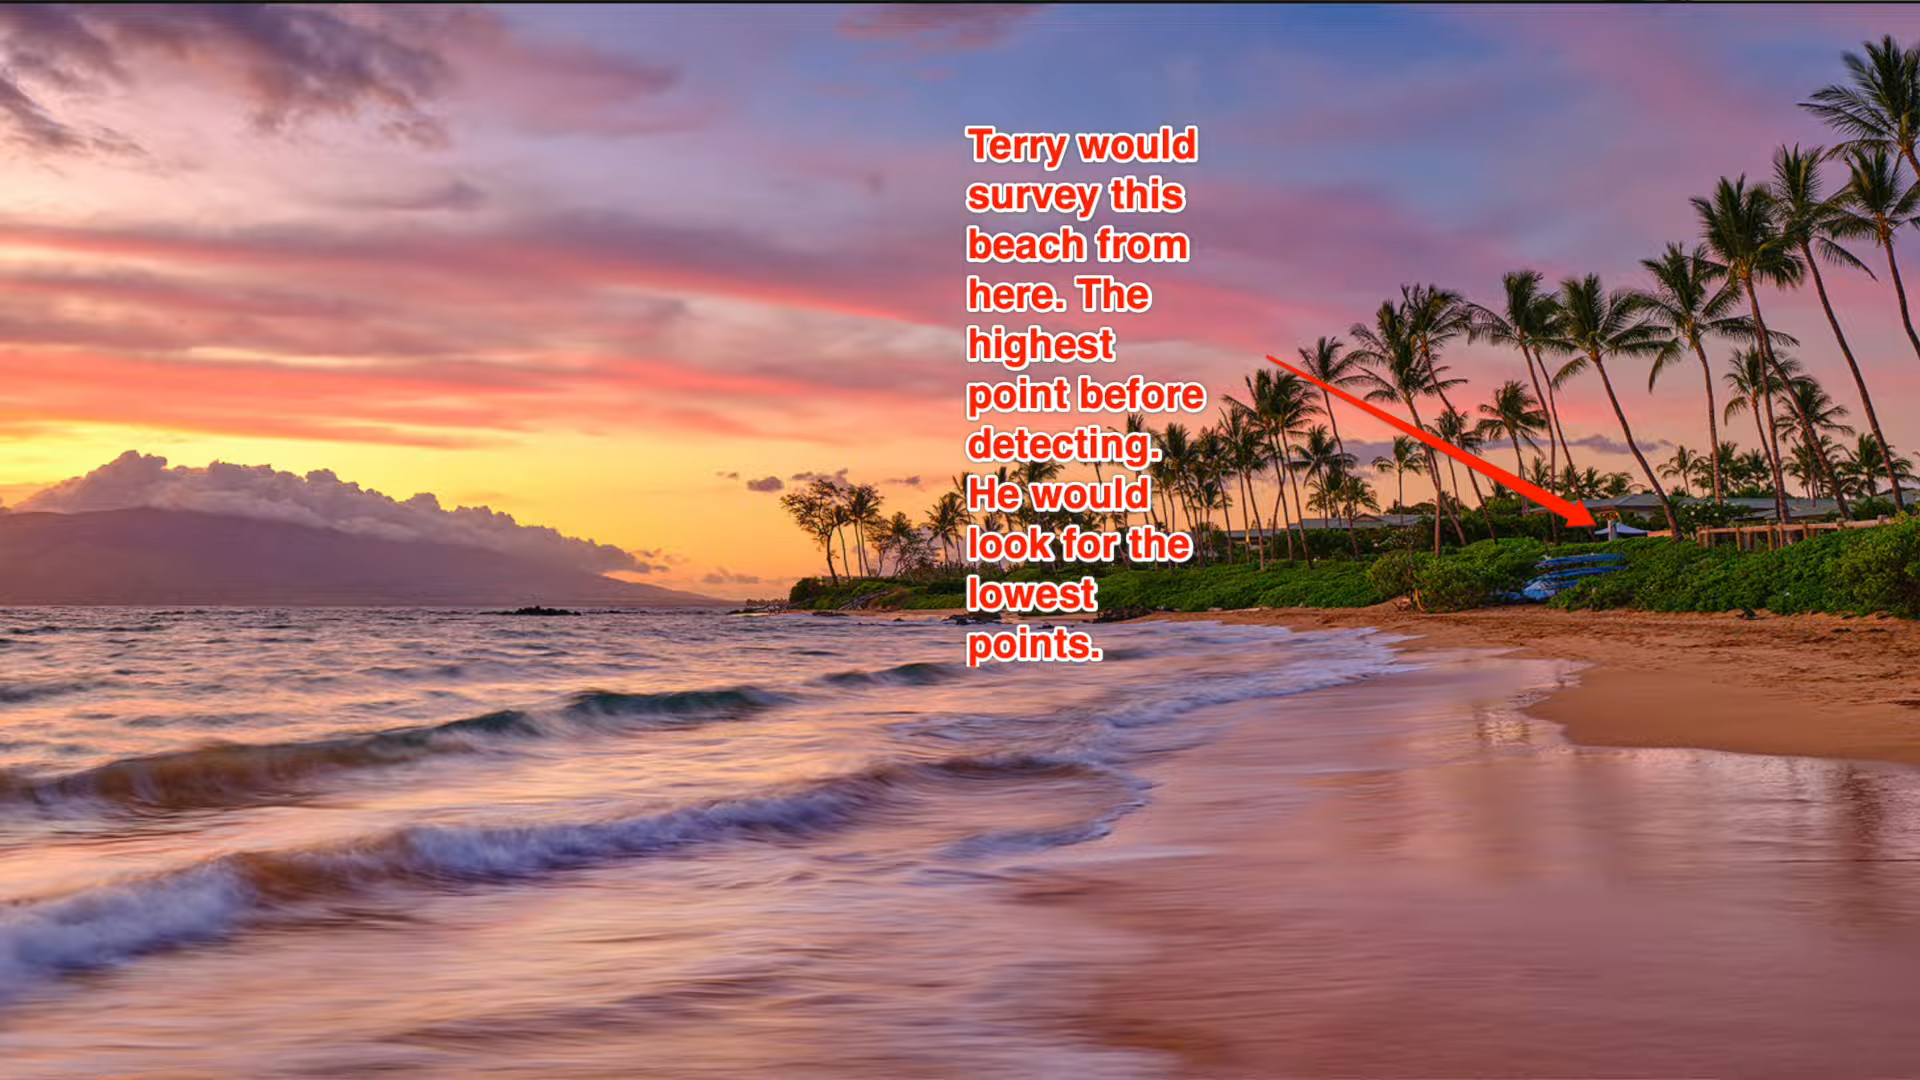 Terry would
survey this
beach from
here. The
highest
point before
detecting.
He would
look for the
lowest
points.